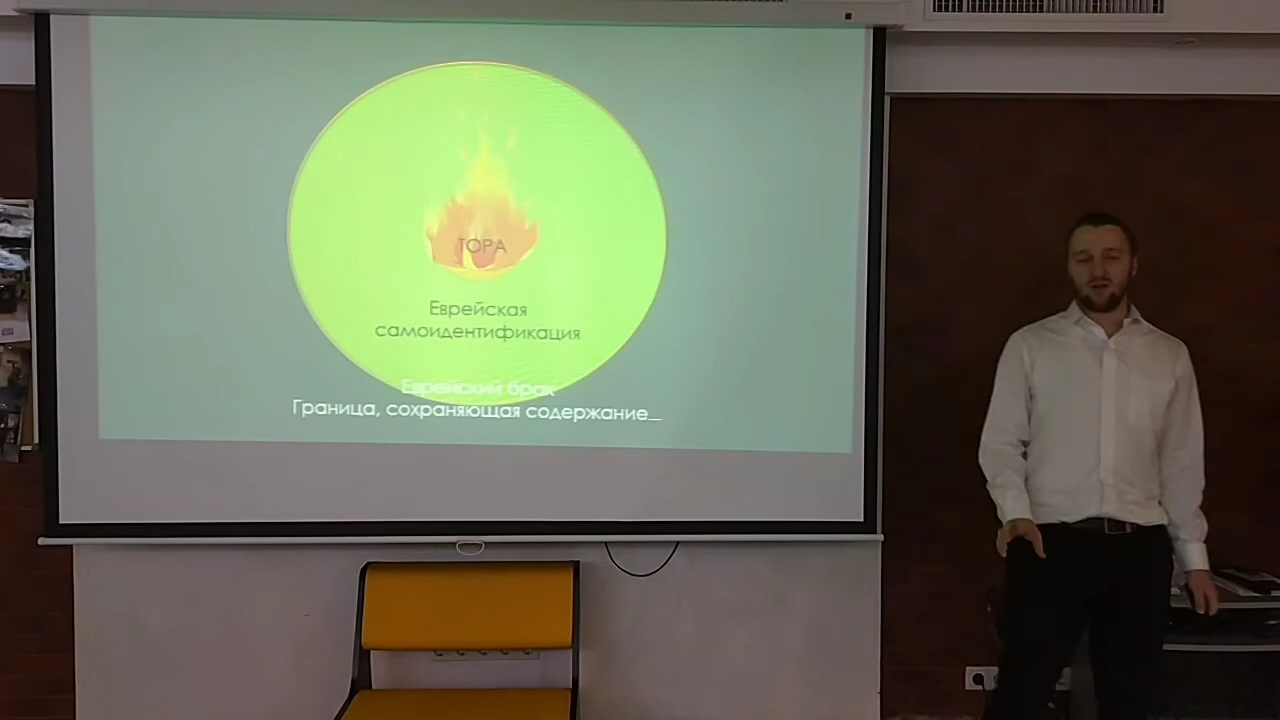 ТОРА
Еврейская
самоидентификация
Еврейский брак
Граница, сохраняющая содержание...